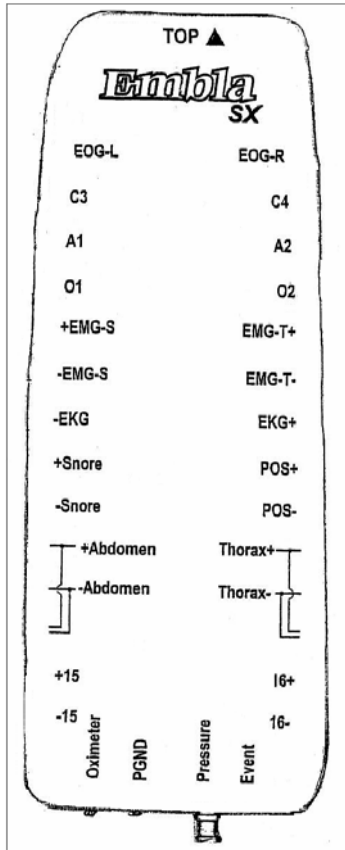 TOP ▲
Embla
SX
EOG-L EOG-R
C3 C4
A1 A2
O1 O2
+EMG-S EMG-T+
-EMG-S EMG-T-
-EKG EKG+
+Snore POS+
-Snore POS-
+Abdomen Thorax+
-Abdomen Thorax-
+15 I6+
-15 16-
Oximeter
PGND
Pressure
Event